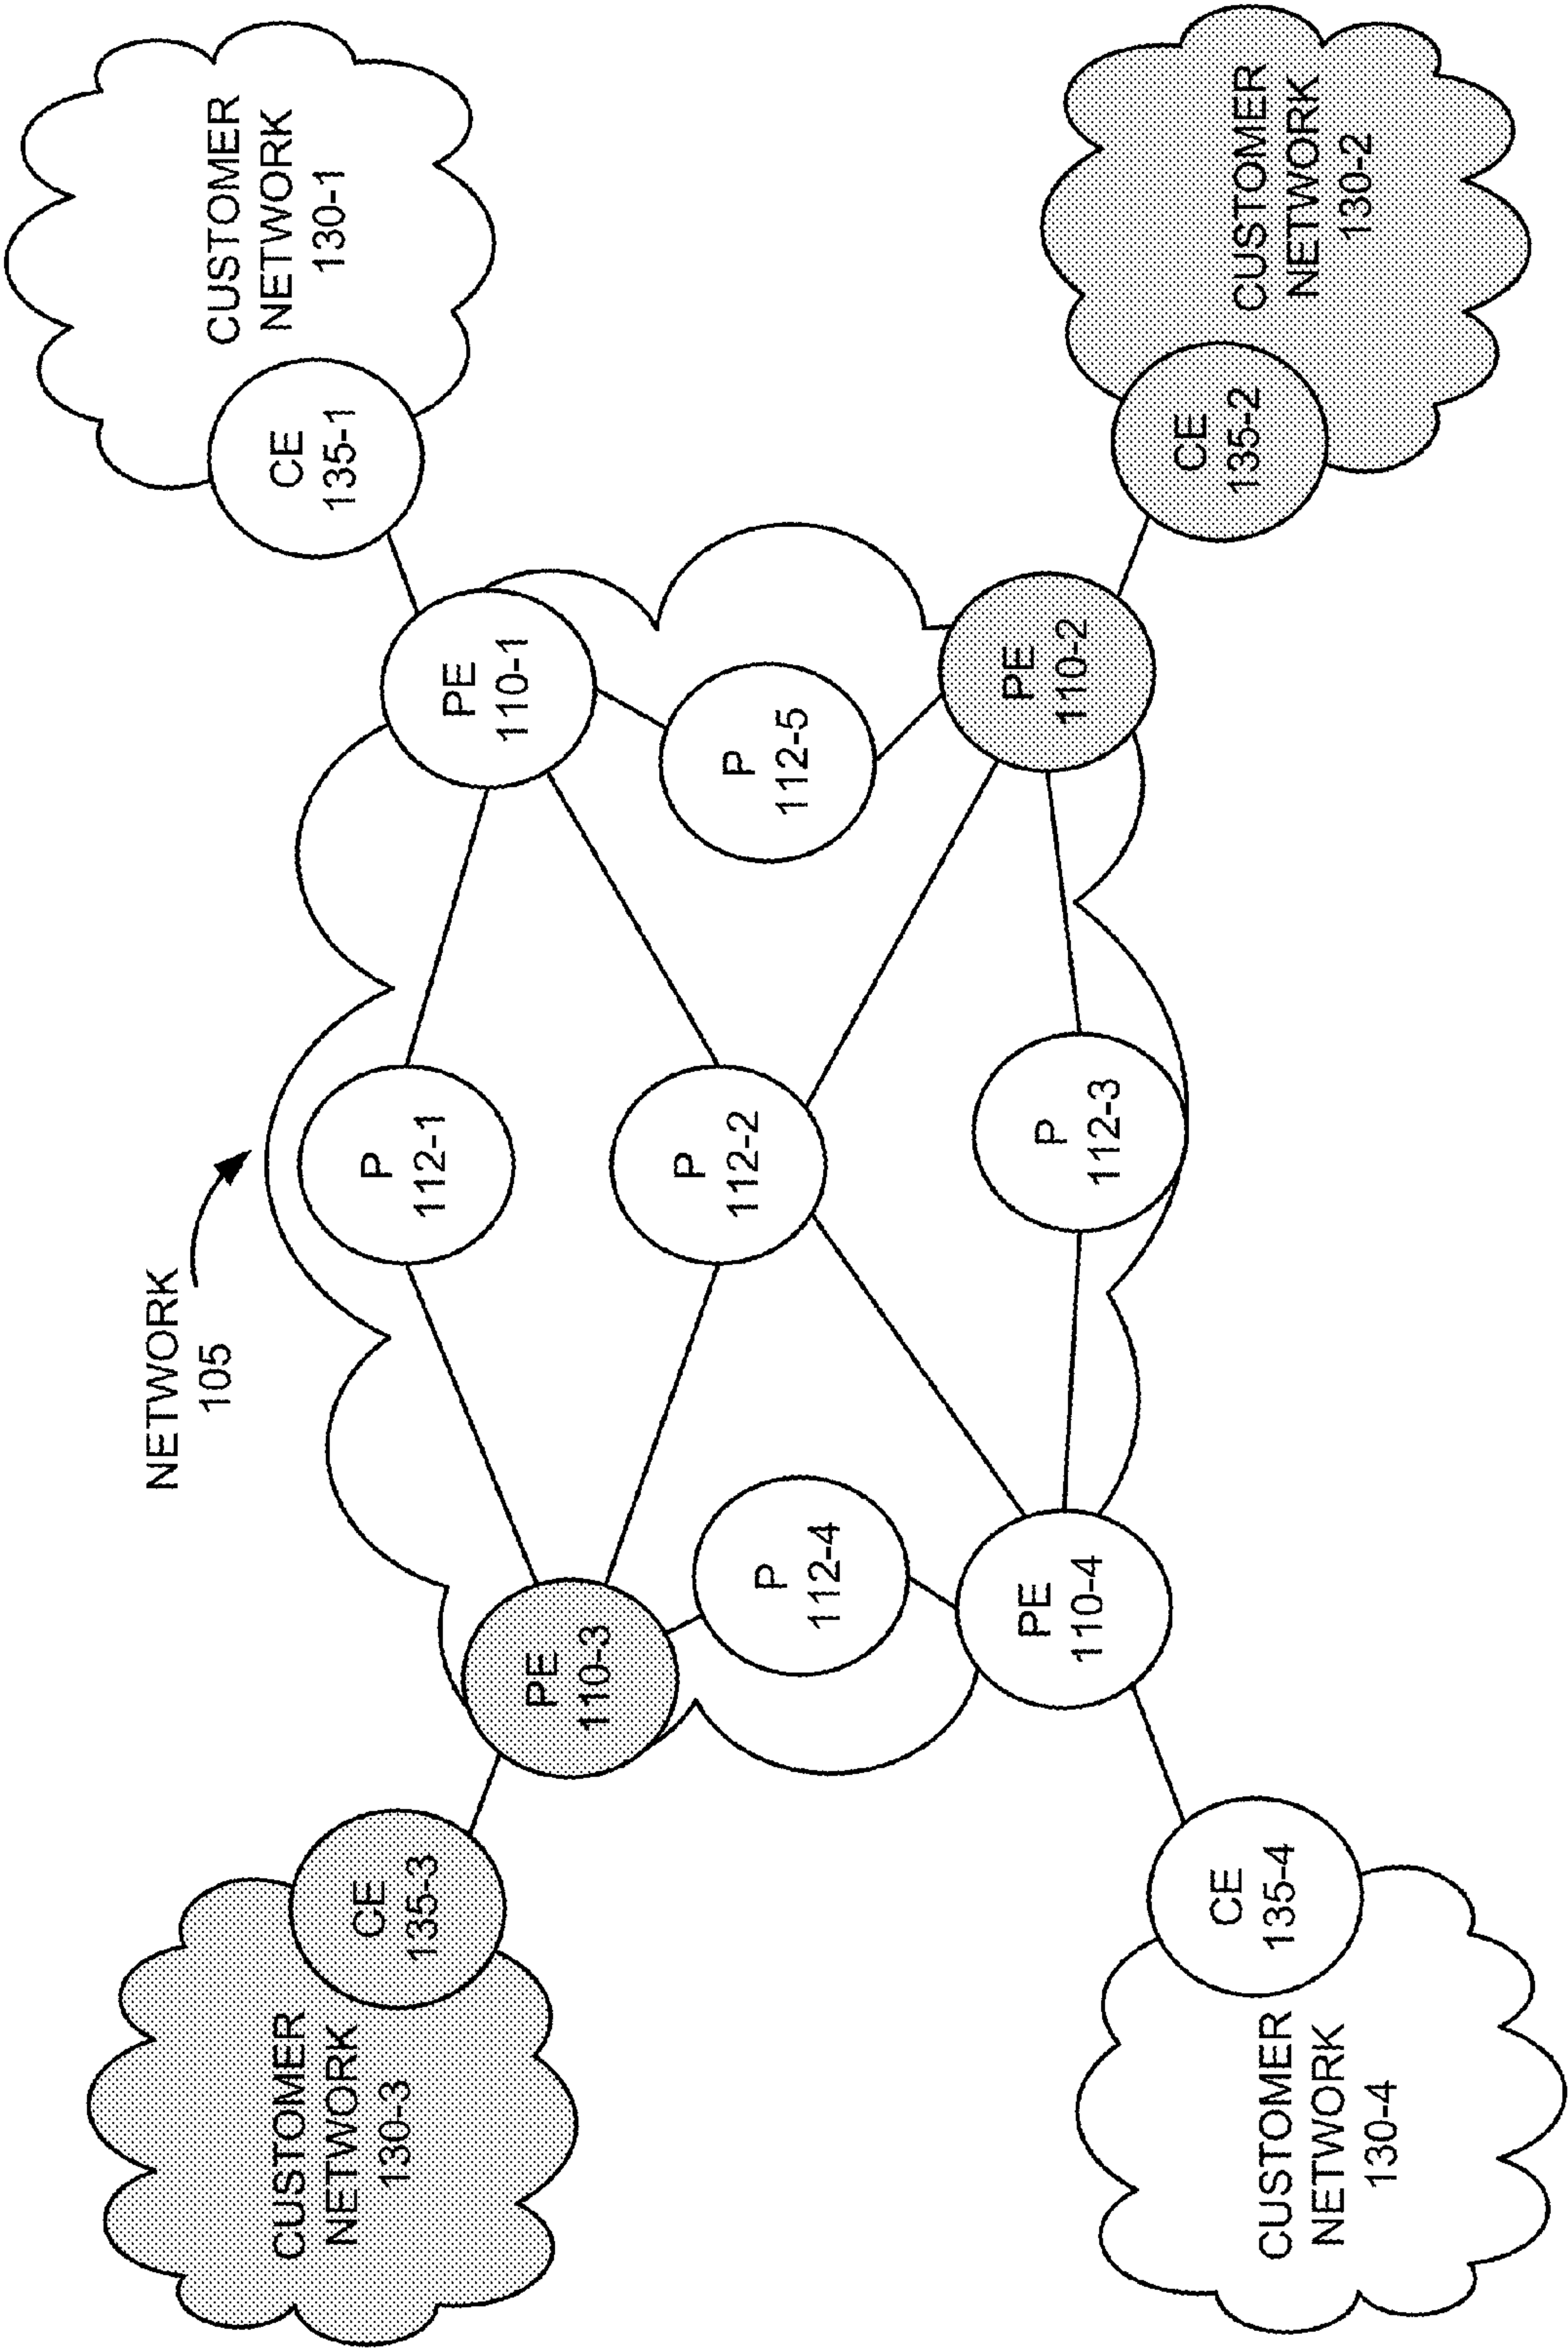 NETWORK
105
CUSTOMER
NETWORK
130-3
CE
135-3
PE
110-3
P
112-1
PE
110-1
CE
135-1
CUSTOMER
NETWORK
130-1
P
112-4
P
112-2
P
112-5
CUSTOMER
NETWORK
130-4
CE
135-4
PE
110-4
P
112-3
PE
110-2
CE
135-2
CUSTOMER
NETWORK
130-2